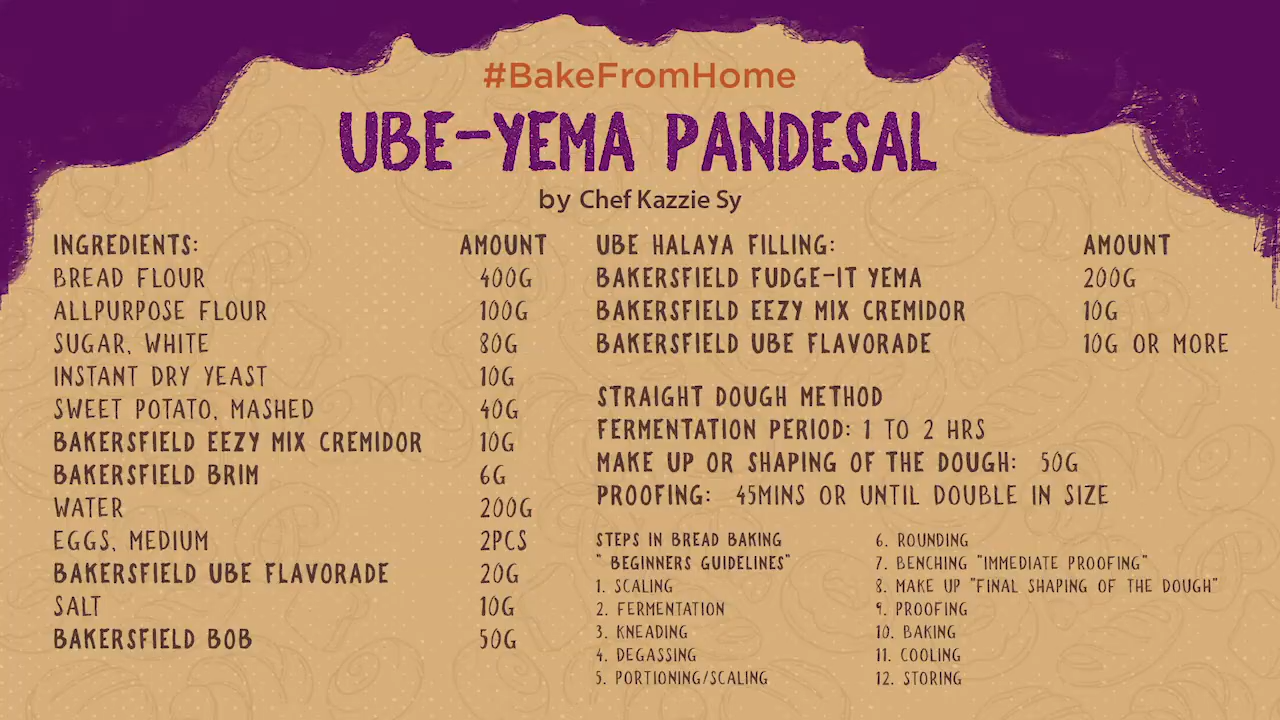 #BakeFromHome
UBE-YEMA PANDESAL
by Chef Kazzie Sy
INGREDIENTS: AMOUNT
BREAD FLOUR 400G
ALLPURPOSE FLOUR 100G
SUGAR, WHITE 80G
INSTANT DRY YEAST 10G
SWEET POTATO, MASHED 40G
BAKERSFIELD EEZY MIX CREMIDOR 10G
BAKERSFIELD BRIM 6G
WATER 200G
EGGS, MEDIUM 2PCS
BAKERSFIELD UBE FLAVORADE 20G
SALT 10G
BAKERSFIELD BOB 50G
UBE HALAYA FILLING: AMOUNT
BAKERSFIELD FUDGE-IT YEMA 200G
BAKERSFIELD EEZY MIX CREMIDOR 10G
BAKERSFIELD UBE FLAVORADE 10G OR MORE
STRAIGHT DOUGH METHOD
FERMENTATION PERIOD: 1 TO 2 HRS
MAKE UP OR SHAPING OF THE DOUGH: 50G
PROOFING: 45MINS OR UNTIL DOUBLE IN SIZE
STEPS IN BREAD BAKING
" BEGINNERS GUIDELINES"
1. SCALING
2. FERMENTATION
3. KNEADING
4. DEGASSING
5. PORTIONING/SCALING
6. ROUNDING
7. BENCHING "IMMEDIATE PROOFING"
8. MAKE UP "FINAL SHAPING OF THE DOUGH"
9. PROOFING
10. BAKING
11. COOLING
12. STORING